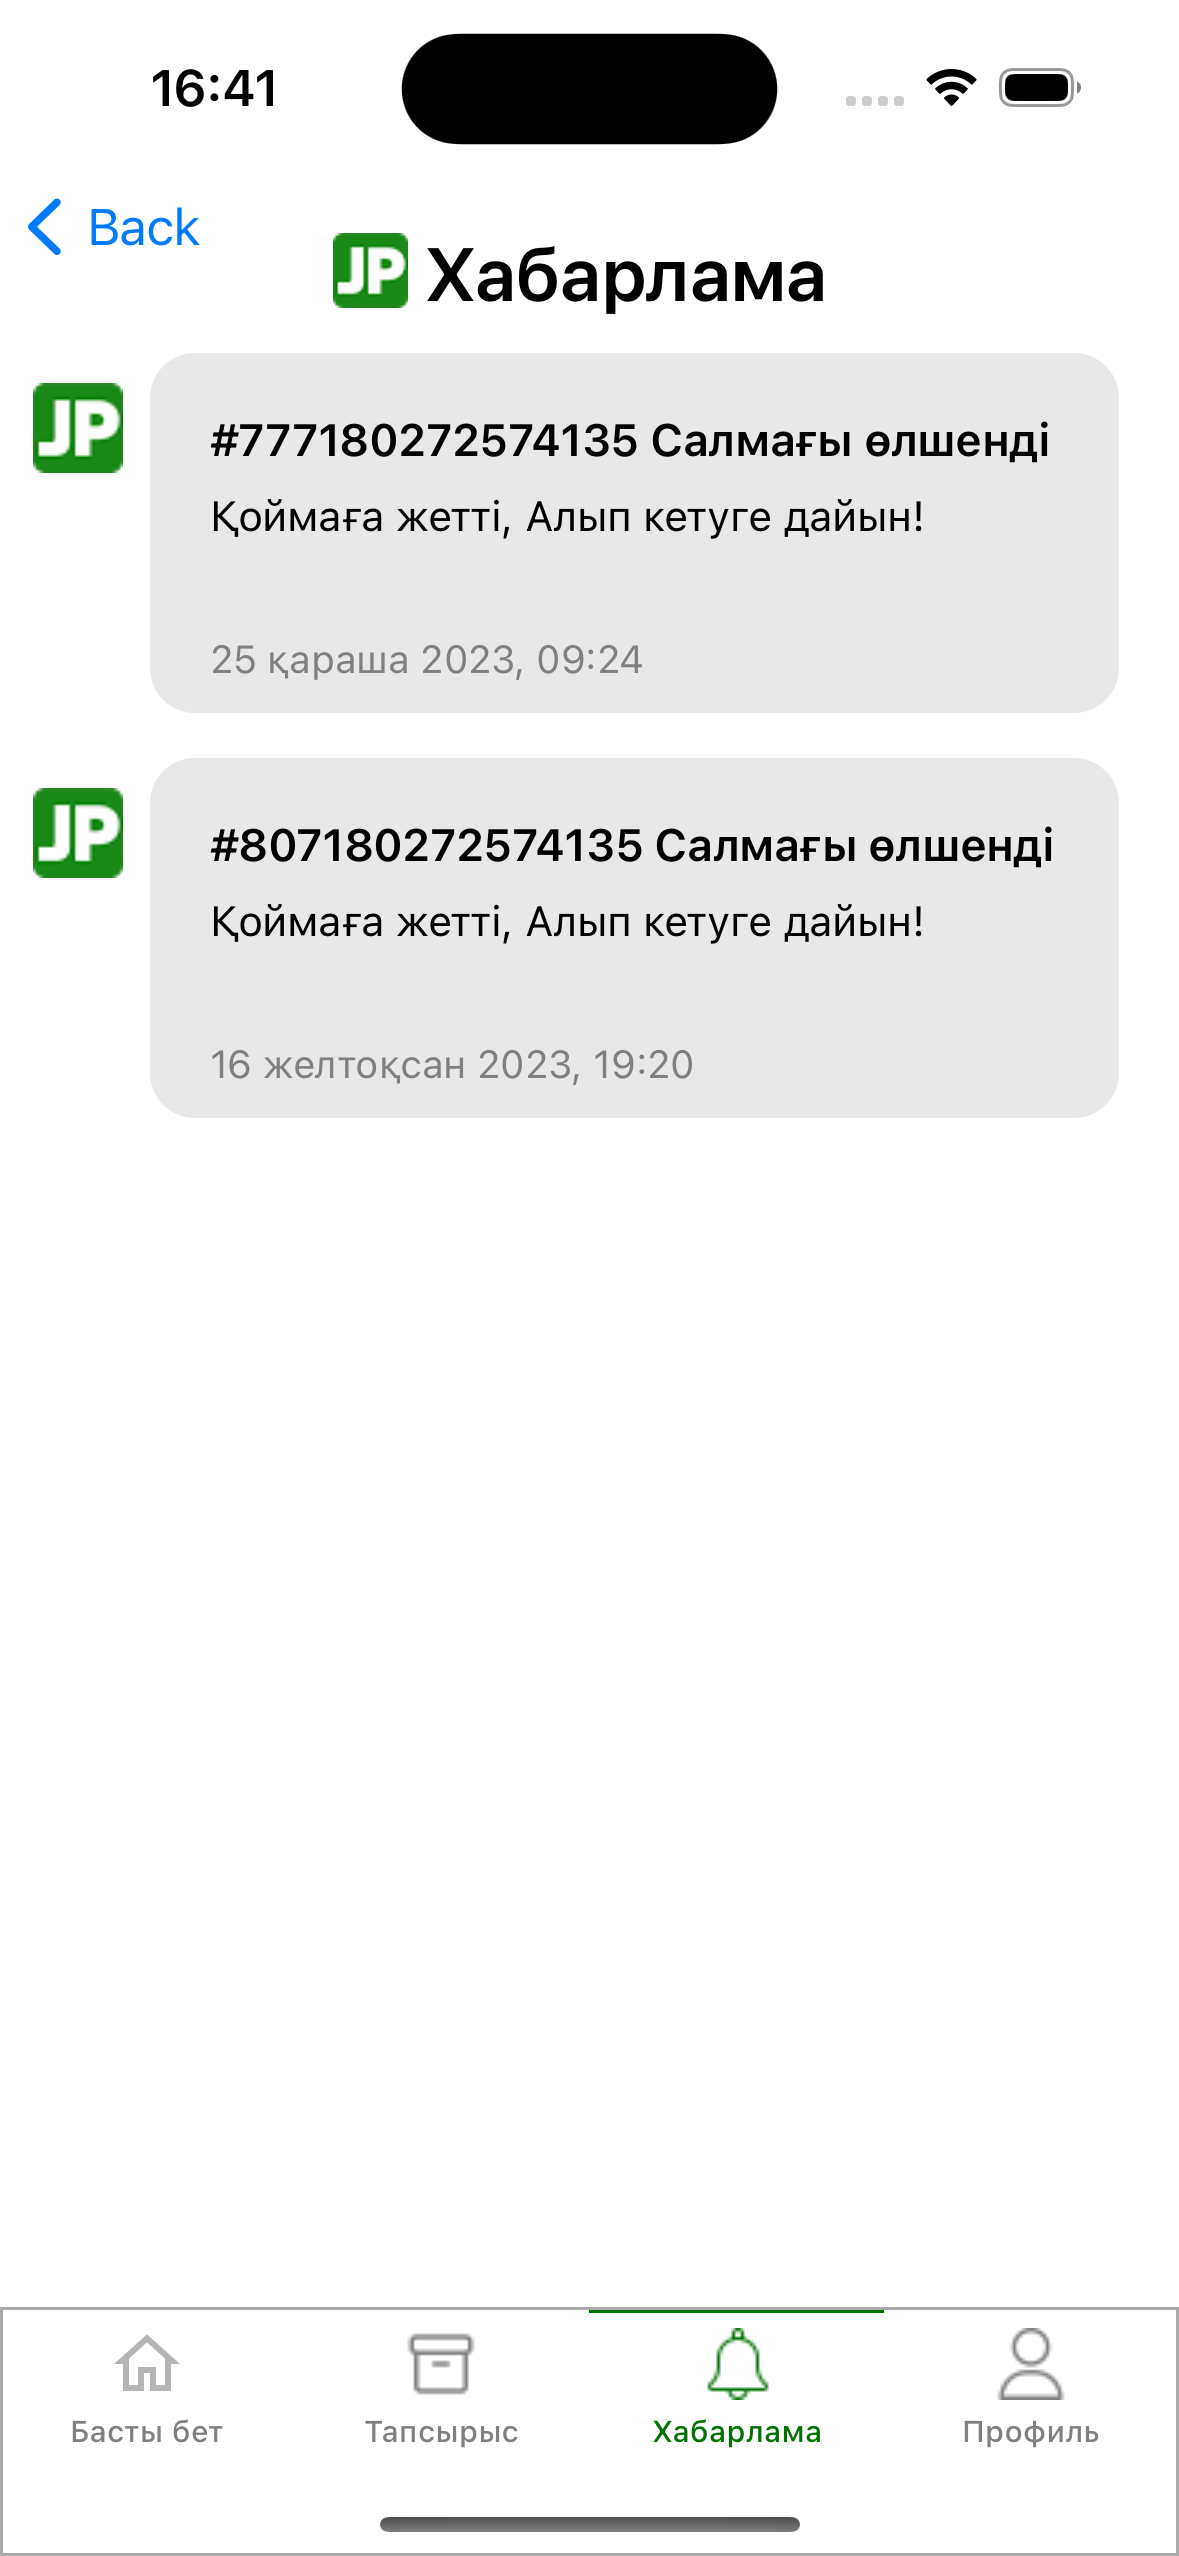 16:41
Back
JP Хабарлама
JP
#777180272574135 Салмағы өлшенді
Қоймаға жетті, Алып кетуге дайын!
25 қараша 2023, 09:24
JP
#807180272574135 Салмағы өлшенді
Қоймаға жетті, Алып кетуге дайын!
16 желтоқсан 2023, 19:20
Басты бет
Тапсырыс
Хабарлама
Профиль